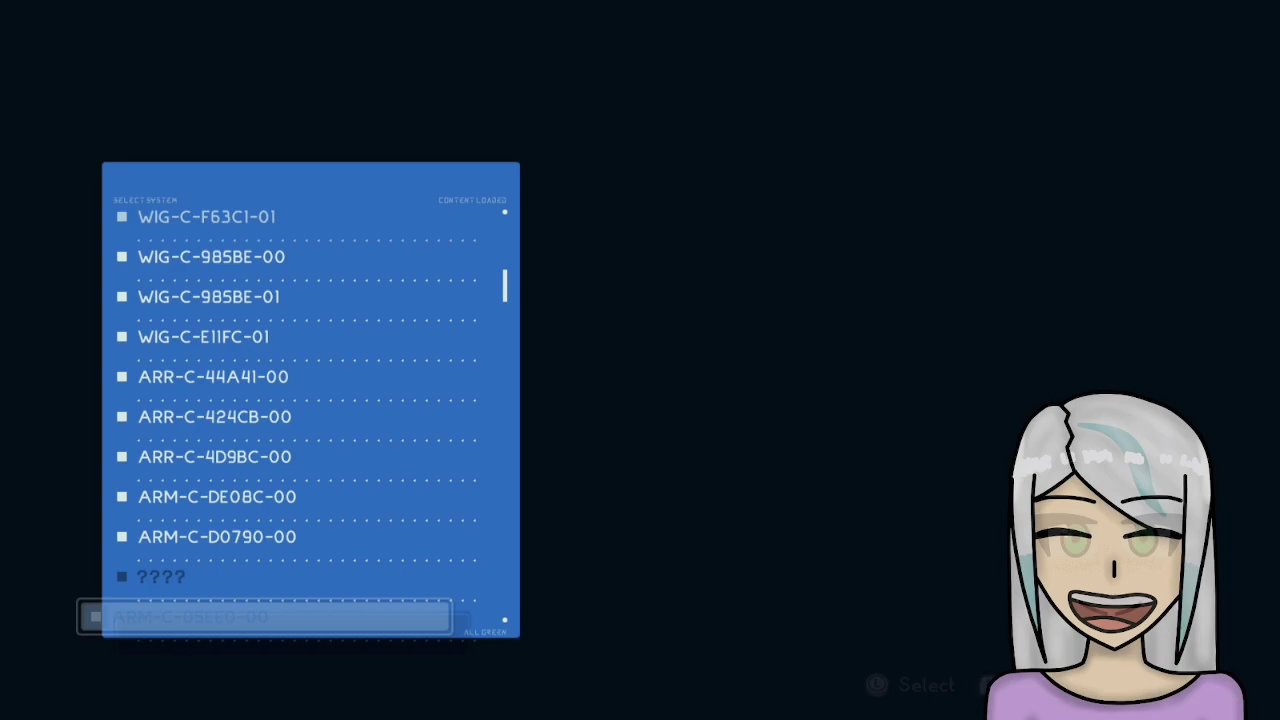 SELECT SYSTEM
CONTENT LOADED
WIG-C-F63C1-01
WIG-C-985BE-00
WIG-C-985BE-01
WIG-C-E11FC-01
ARR-C-44A41-00
ARR-C-424CB-00
ARR-C-4D9BC-00
ARM-C-DE08C-00
ARM-C-D0790-00
????
ALL GREEN
Select